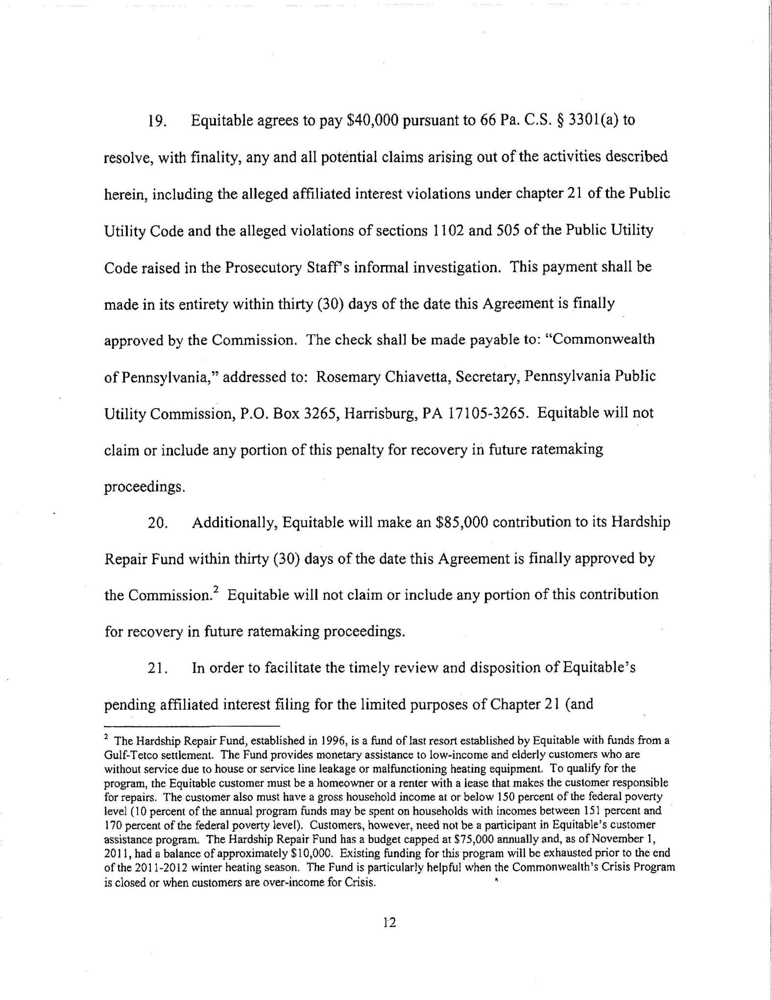 19. Equitable agrees to pay $40,000 pursuant to 66 Pa. C.S. § 3301(a) to
resolve, with finality, any and all potential claims arising out of the activities described
herein, including the alleged affiliated interest violations under chapter 21 of the Public
Utility Code and the alleged violations of sections 1102 and 505 of the Public Utility
Code raised in the Prosecutory Staff's informal investigation. This payment shall be
made in its entirety within thirty (30) days of the date this Agreement is finally
approved by the Commission. The check shall be made payable to: “Commonwealth
of Pennsylvania,” addressed to: Rosemary Chiavetta, Secretary, Pennsylvania Public
Utility Commission, P.O. Box 3265, Harrisburg, PA 17105-3265. Equitable will not
claim or include any portion of this penalty for recovery in future ratemaking
proceedings.
20. Additionally, Equitable will make an $85,000 contribution to its Hardship
Repair Fund within thirty (30) days of the date this Agreement is finally approved by
the Commission.² Equitable will not claim or include any portion of this contribution
for recovery in future ratemaking proceedings.
21. In order to facilitate the timely review and disposition of Equitable's
pending affiliated interest filing for the limited purposes of Chapter 21 (and
² The Hardship Repair Fund, established in 1996, is a fund of last resort established by Equitable with funds from a
Gulf-Tetco settlement. The Fund provides monetary assistance to low-income and elderly customers who are
without service due to house or service line leakage or malfunctioning heating equipment. To qualify for the
program, the Equitable customer must be a homeowner or a renter with a lease that makes the customer responsible
for repairs. The customer also must have a gross household income at or below 150 percent of the federal poverty
level (10 percent of the annual program funds may be spent on households with incomes between 151 percent and
170 percent of the federal poverty level). Customers, however, need not be a participant in Equitable's customer
assistance program. The Hardship Repair Fund has a budget capped at $75,000 annually and, as of November 1,
2011, had a balance of approximately $10,000. Existing funding for this program will be exhausted prior to the end
of the 2011-2012 winter heating season. The Fund is particularly helpful when the Commonwealth's Crisis Program
is closed or when customers are over-income for Crisis.
12